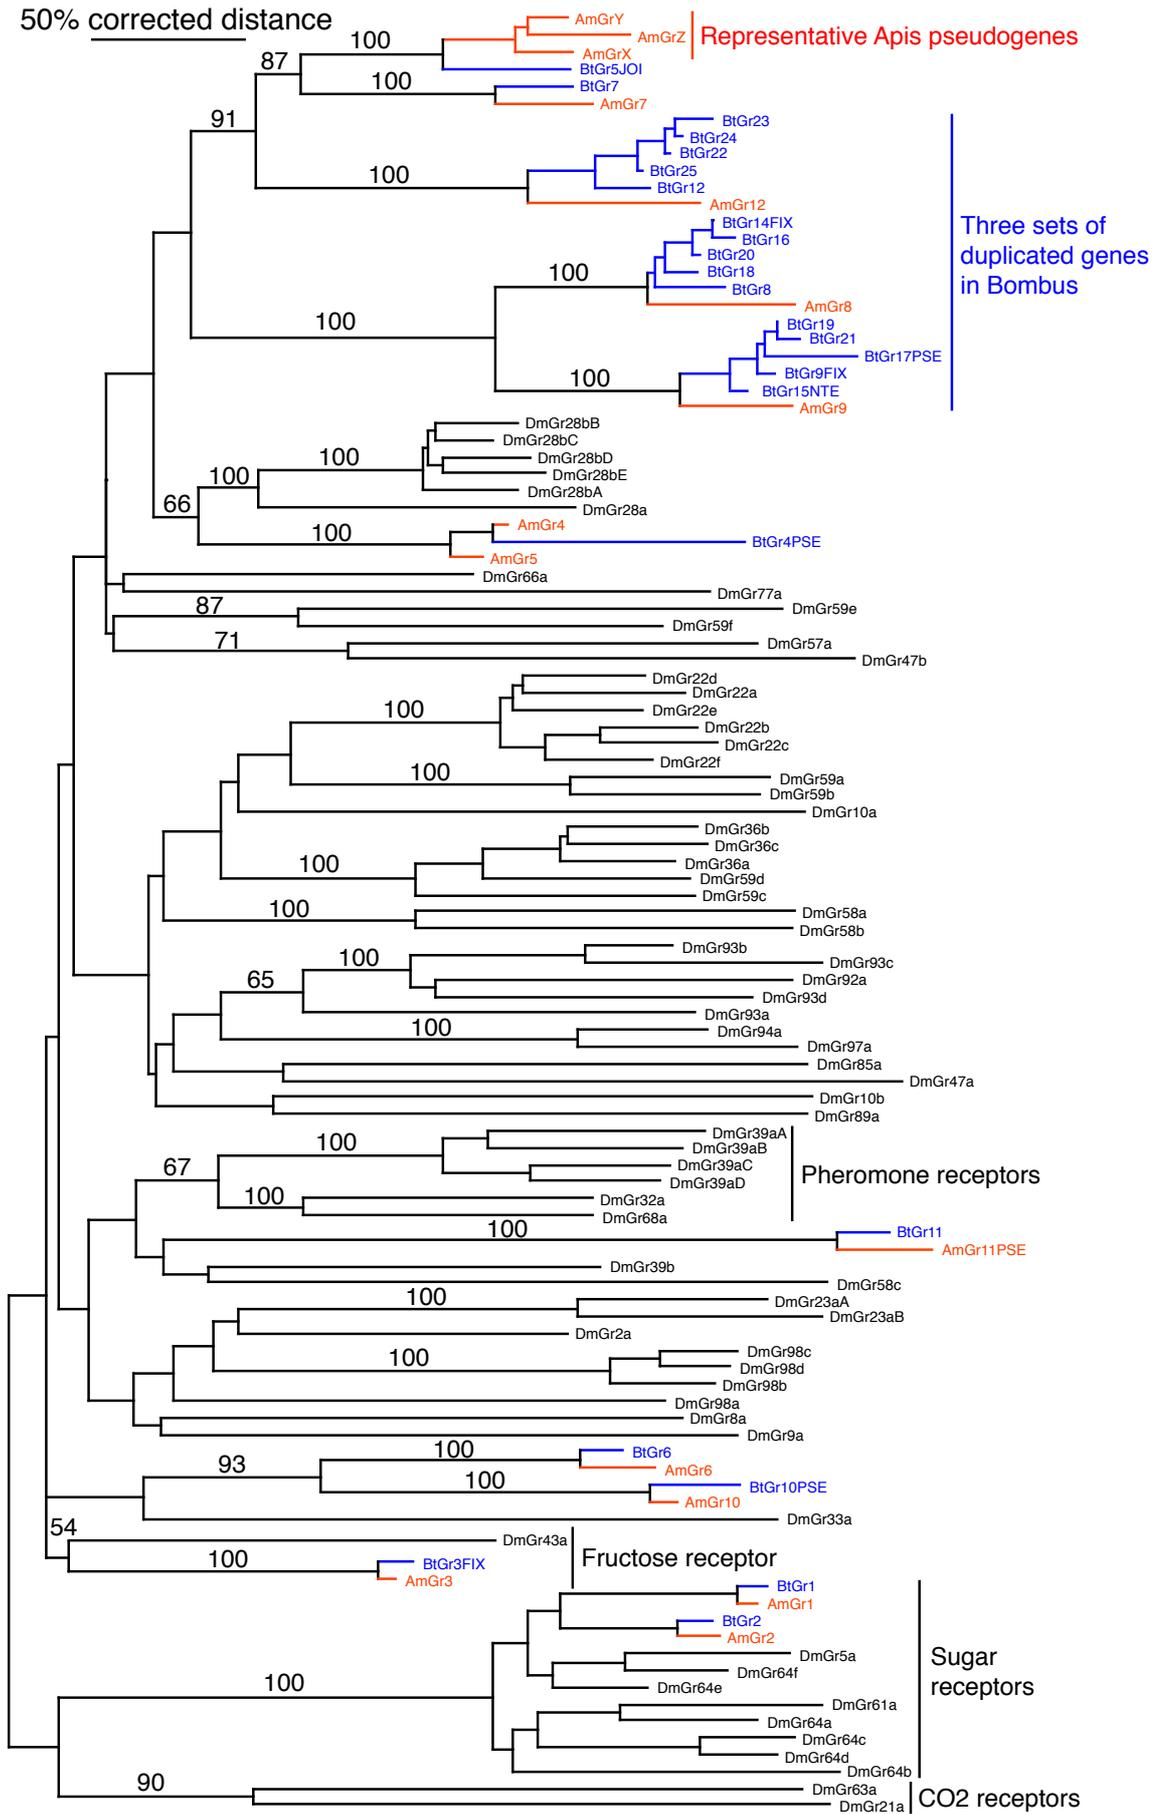 50% corrected distance
AmGrY
AmGrZ
AmGrX
Representative Apis pseudogenes
100
87
BtGr5JOI
100
BtGr7
AmGr7
91
BtGr23
BtGr24
BtGr22
BtGr25
100
BtGr12
AmGr12
BtGr14FIX
BtGr16
BtGr20
BtGr18
100
BtGr8
AmGr8
Three sets of
duplicated genes
in Bombus
100
BtGr19
BtGr21
BtGr17PSE
BtGr9FIX
100
BtGr15NTE
AmGr9
DmGr28bB
DmGr28bC
100
DmGr28bD
DmGr28bE
100
DmGr28bA
66
DmGr28a
100
AmGr4
BtGr4PSE
AmGr5
DmGr66a
DmGr77a
87
DmGr59e
DmGr59f
71
DmGr57a
DmGr47b
DmGr22d
DmGr22a
100
DmGr22e
DmGr22b
DmGr22c
DmGr22f
100
DmGr59a
DmGr59b
DmGr10a
DmGr36b
DmGr36c
100
DmGr36a
DmGr59d
DmGr59c
100
DmGr58a
DmGr58b
100
DmGr93b
DmGr93c
65
DmGr92a
DmGr93d
DmGr93a
100
DmGr94a
DmGr97a
DmGr85a
DmGr47a
DmGr10b
DmGr89a
100
DmGr39aA
DmGr39aB
67
DmGr39aC
DmGr39aD
Pheromone receptors
100
DmGr32a
DmGr68a
100
BtGr11
AmGr11PSE
DmGr39b
DmGr58c
100
DmGr23aA
DmGr23aB
DmGr2a
100
DmGr98c
DmGr98d
DmGr98b
DmGr98a
DmGr8a
DmGr9a
100
BtGr6
93
AmGr6
100
BtGr10PSE
AmGr10
DmGr33a
54
DmGr43a
100
BtGr3FIX
AmGr3
Fructose receptor
BtGr1
AmGr1
BtGr2
AmGr2
DmGr5a
DmGr64f
100
DmGr64e
Sugar
receptors
DmGr61a
DmGr64a
DmGr64c
DmGr64d
DmGr64b
90
DmGr63a
DmGr21a
CO2 receptors